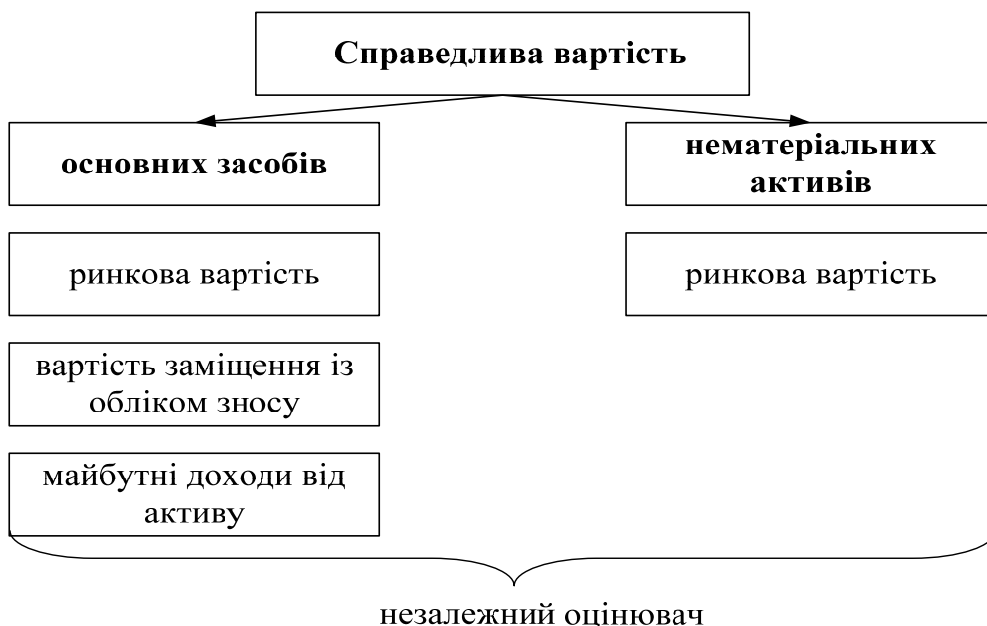 Справедлива вартість
основних засобів
нематеріальних
активів
ринкова вартість
ринкова вартість
вартість заміщення із
обліком зносу
майбутні доходи від
активу
незалежний оцінювач